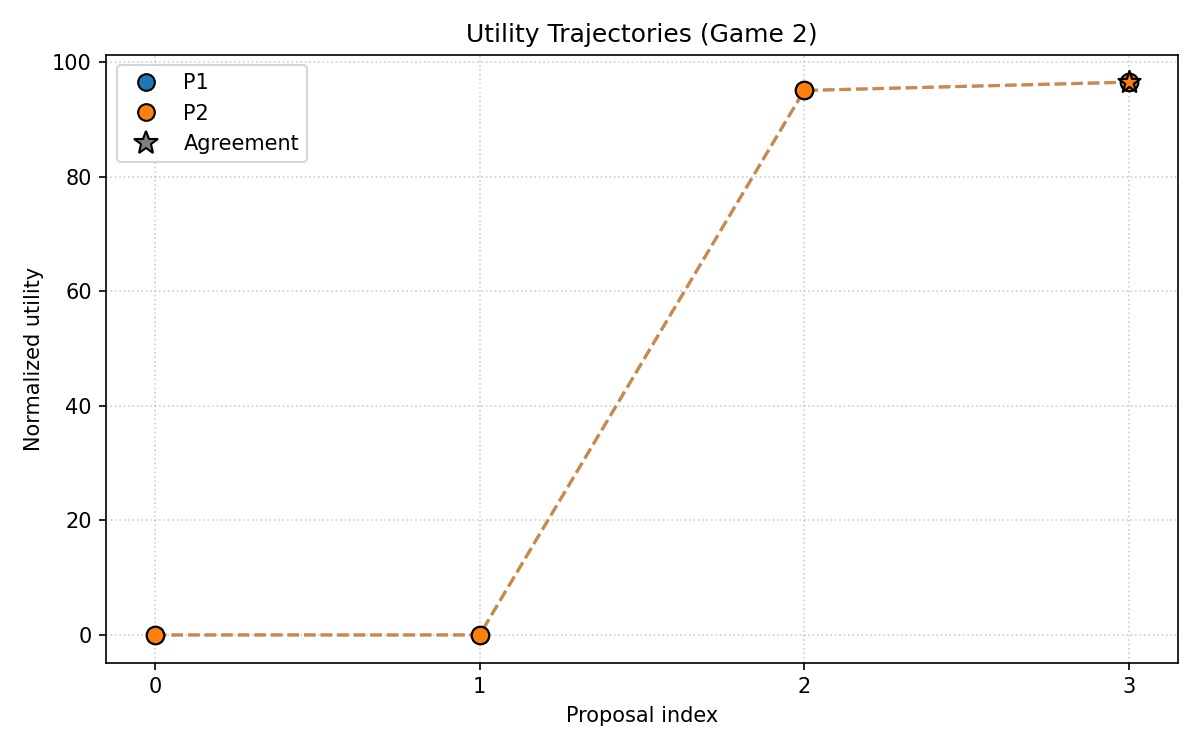 Utility Trajectories (Game 2)
P1
P2
Agreement
100
80
60
40
20
0
Normalized utility
0 1 2 3
Proposal index